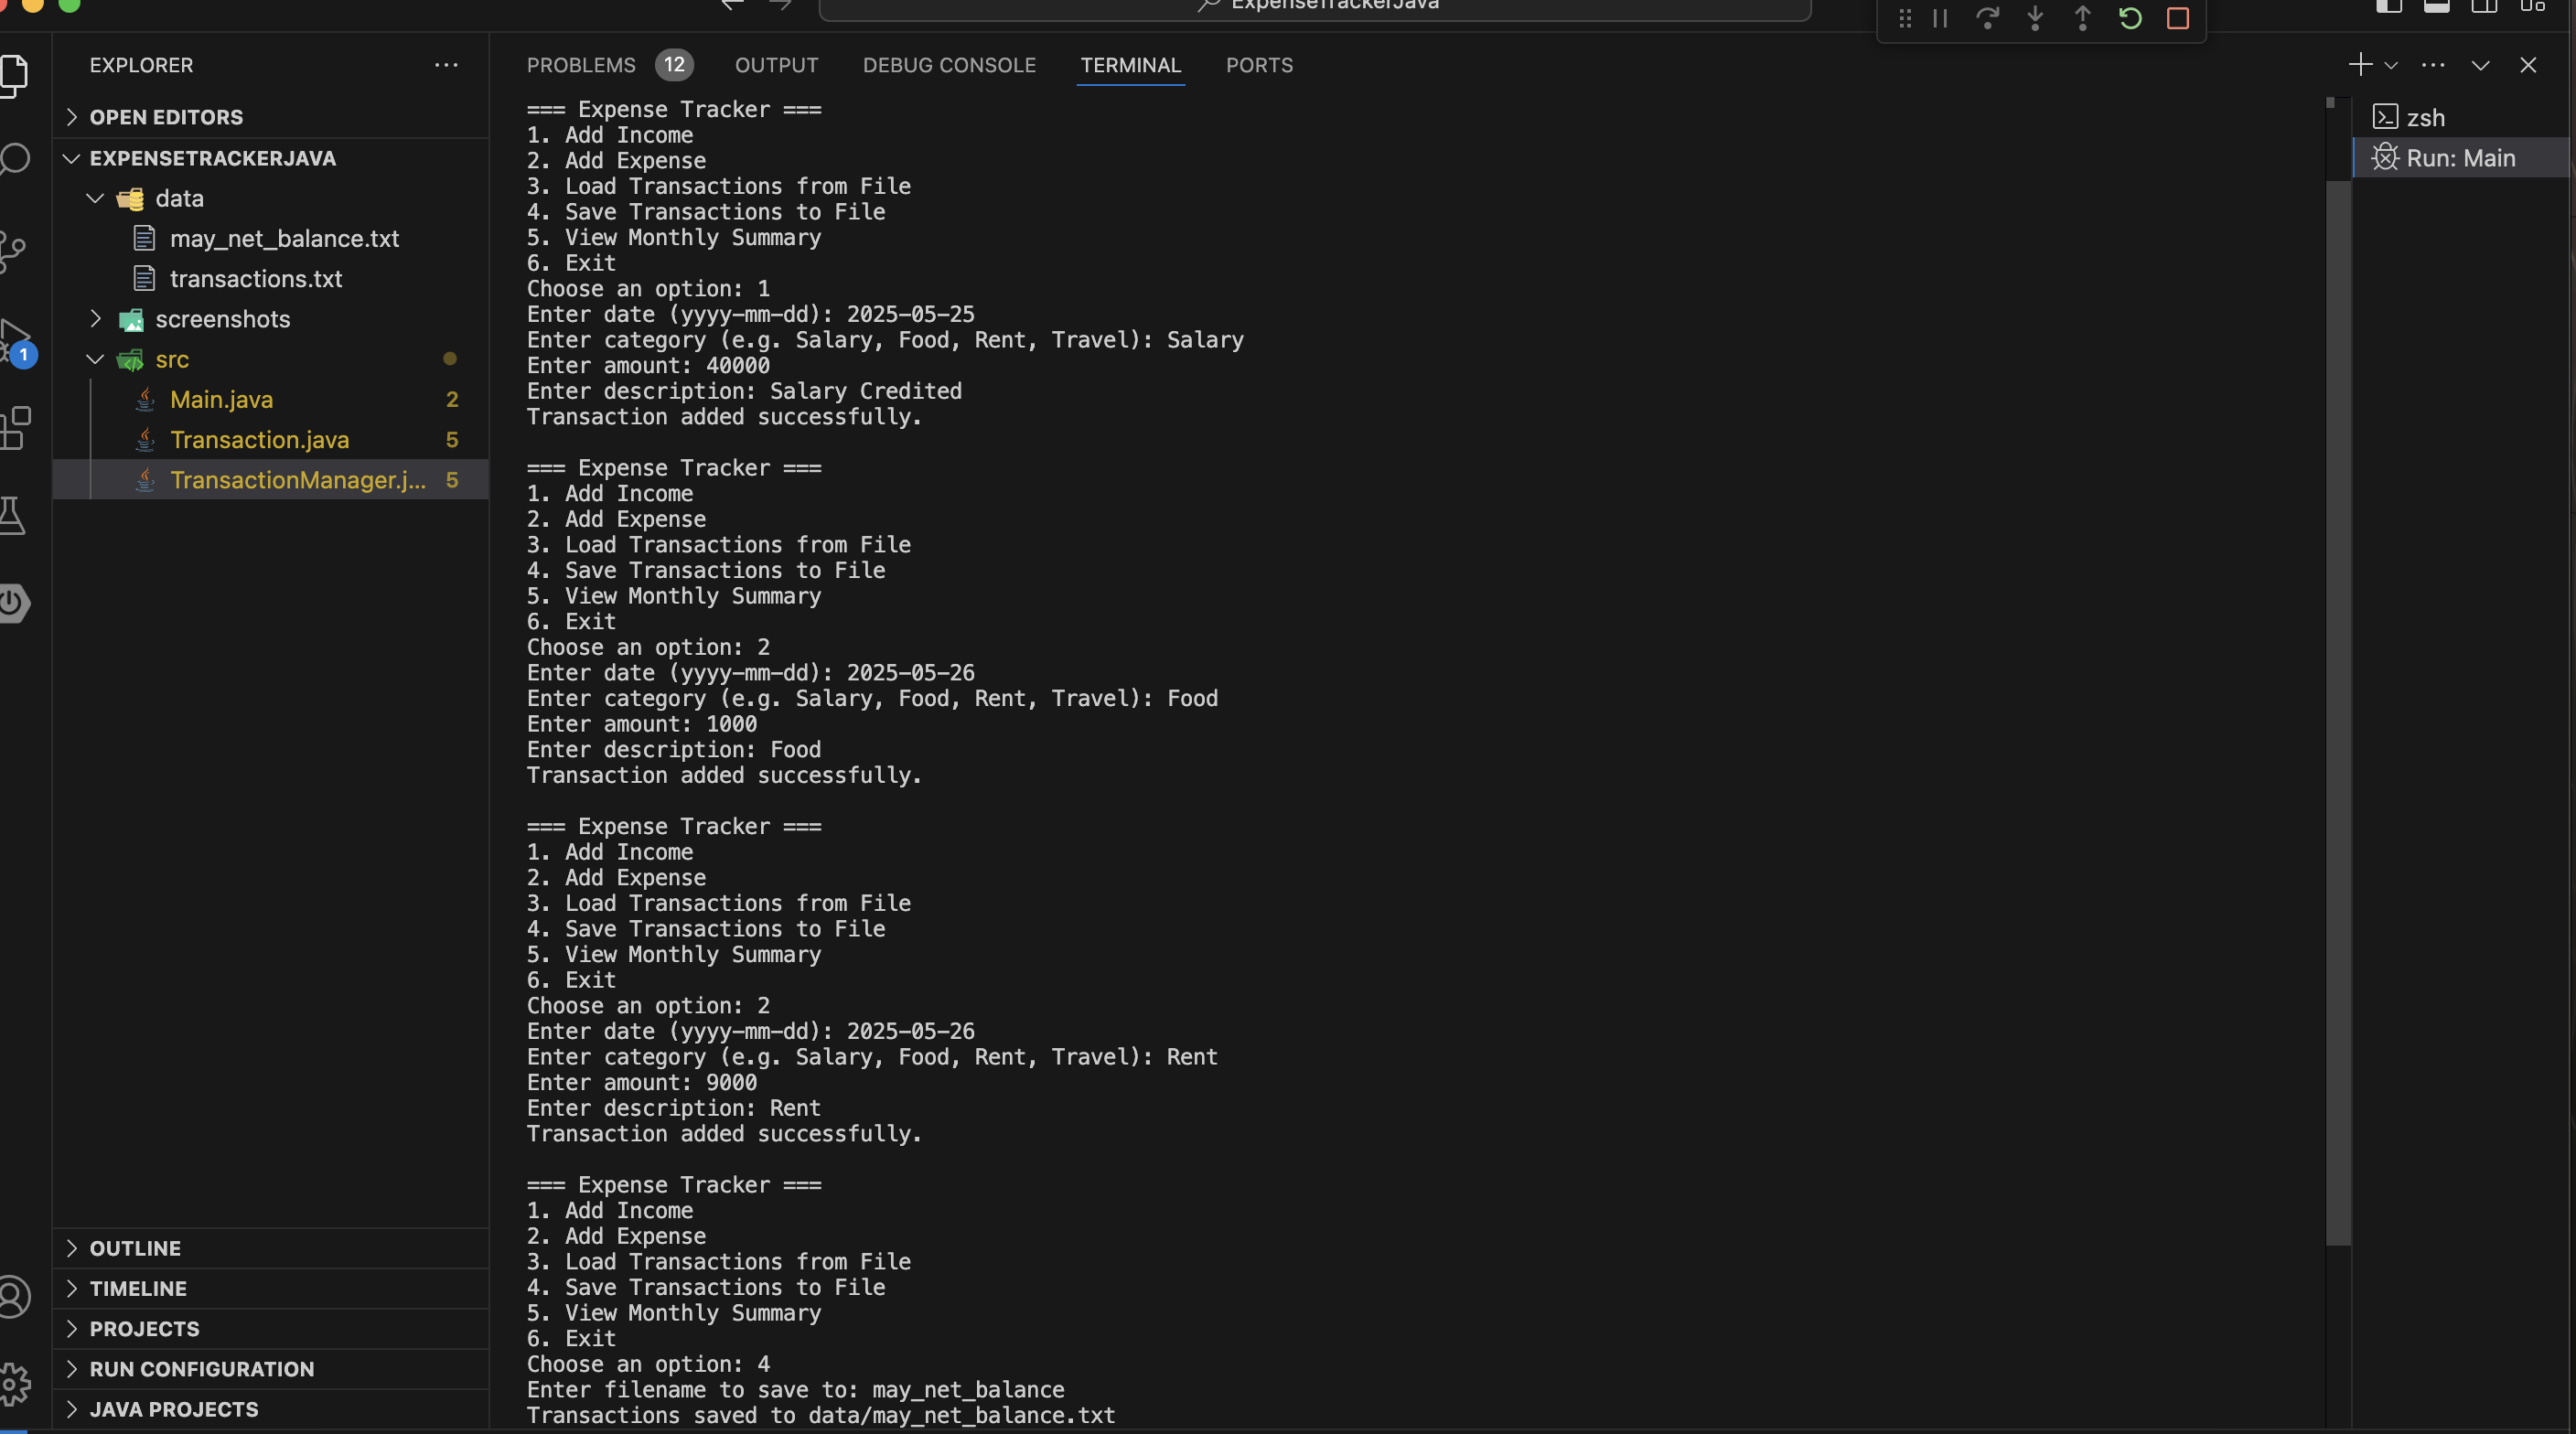 ExpenseTrackerJava
EXPLORER
OPEN EDITORS
EXPENSETRACKERJAVA
data
may_net_balance.txt
transactions.txt
screenshots
src
Main.java 2
Transaction.java 5
TransactionManager.j... 5
1
OUTLINE
TIMELINE
PROJECTS
RUN CONFIGURATION
JAVA PROJECTS
PROBLEMS 12 OUTPUT DEBUG CONSOLE TERMINAL PORTS
=== Expense Tracker ===
1. Add Income
2. Add Expense
3. Load Transactions from File
4. Save Transactions to File
5. View Monthly Summary
6. Exit
Choose an option: 1
Enter date (yyyy-mm-dd): 2025-05-25
Enter category (e.g. Salary, Food, Rent, Travel): Salary
Enter amount: 40000
Enter description: Salary Credited
Transaction added successfully.
=== Expense Tracker ===
1. Add Income
2. Add Expense
3. Load Transactions from File
4. Save Transactions to File
5. View Monthly Summary
6. Exit
Choose an option: 2
Enter date (yyyy-mm-dd): 2025-05-26
Enter category (e.g. Salary, Food, Rent, Travel): Food
Enter amount: 1000
Enter description: Food
Transaction added successfully.
=== Expense Tracker ===
1. Add Income
2. Add Expense
3. Load Transactions from File
4. Save Transactions to File
5. View Monthly Summary
6. Exit
Choose an option: 2
Enter date (yyyy-mm-dd): 2025-05-26
Enter category (e.g. Salary, Food, Rent, Travel): Rent
Enter amount: 9000
Enter description: Rent
Transaction added successfully.
=== Expense Tracker ===
1. Add Income
2. Add Expense
3. Load Transactions from File
4. Save Transactions to File
5. View Monthly Summary
6. Exit
Choose an option: 4
Enter filename to save to: may_net_balance
Transactions saved to data/may_net_balance.txt
zsh
Run: Main